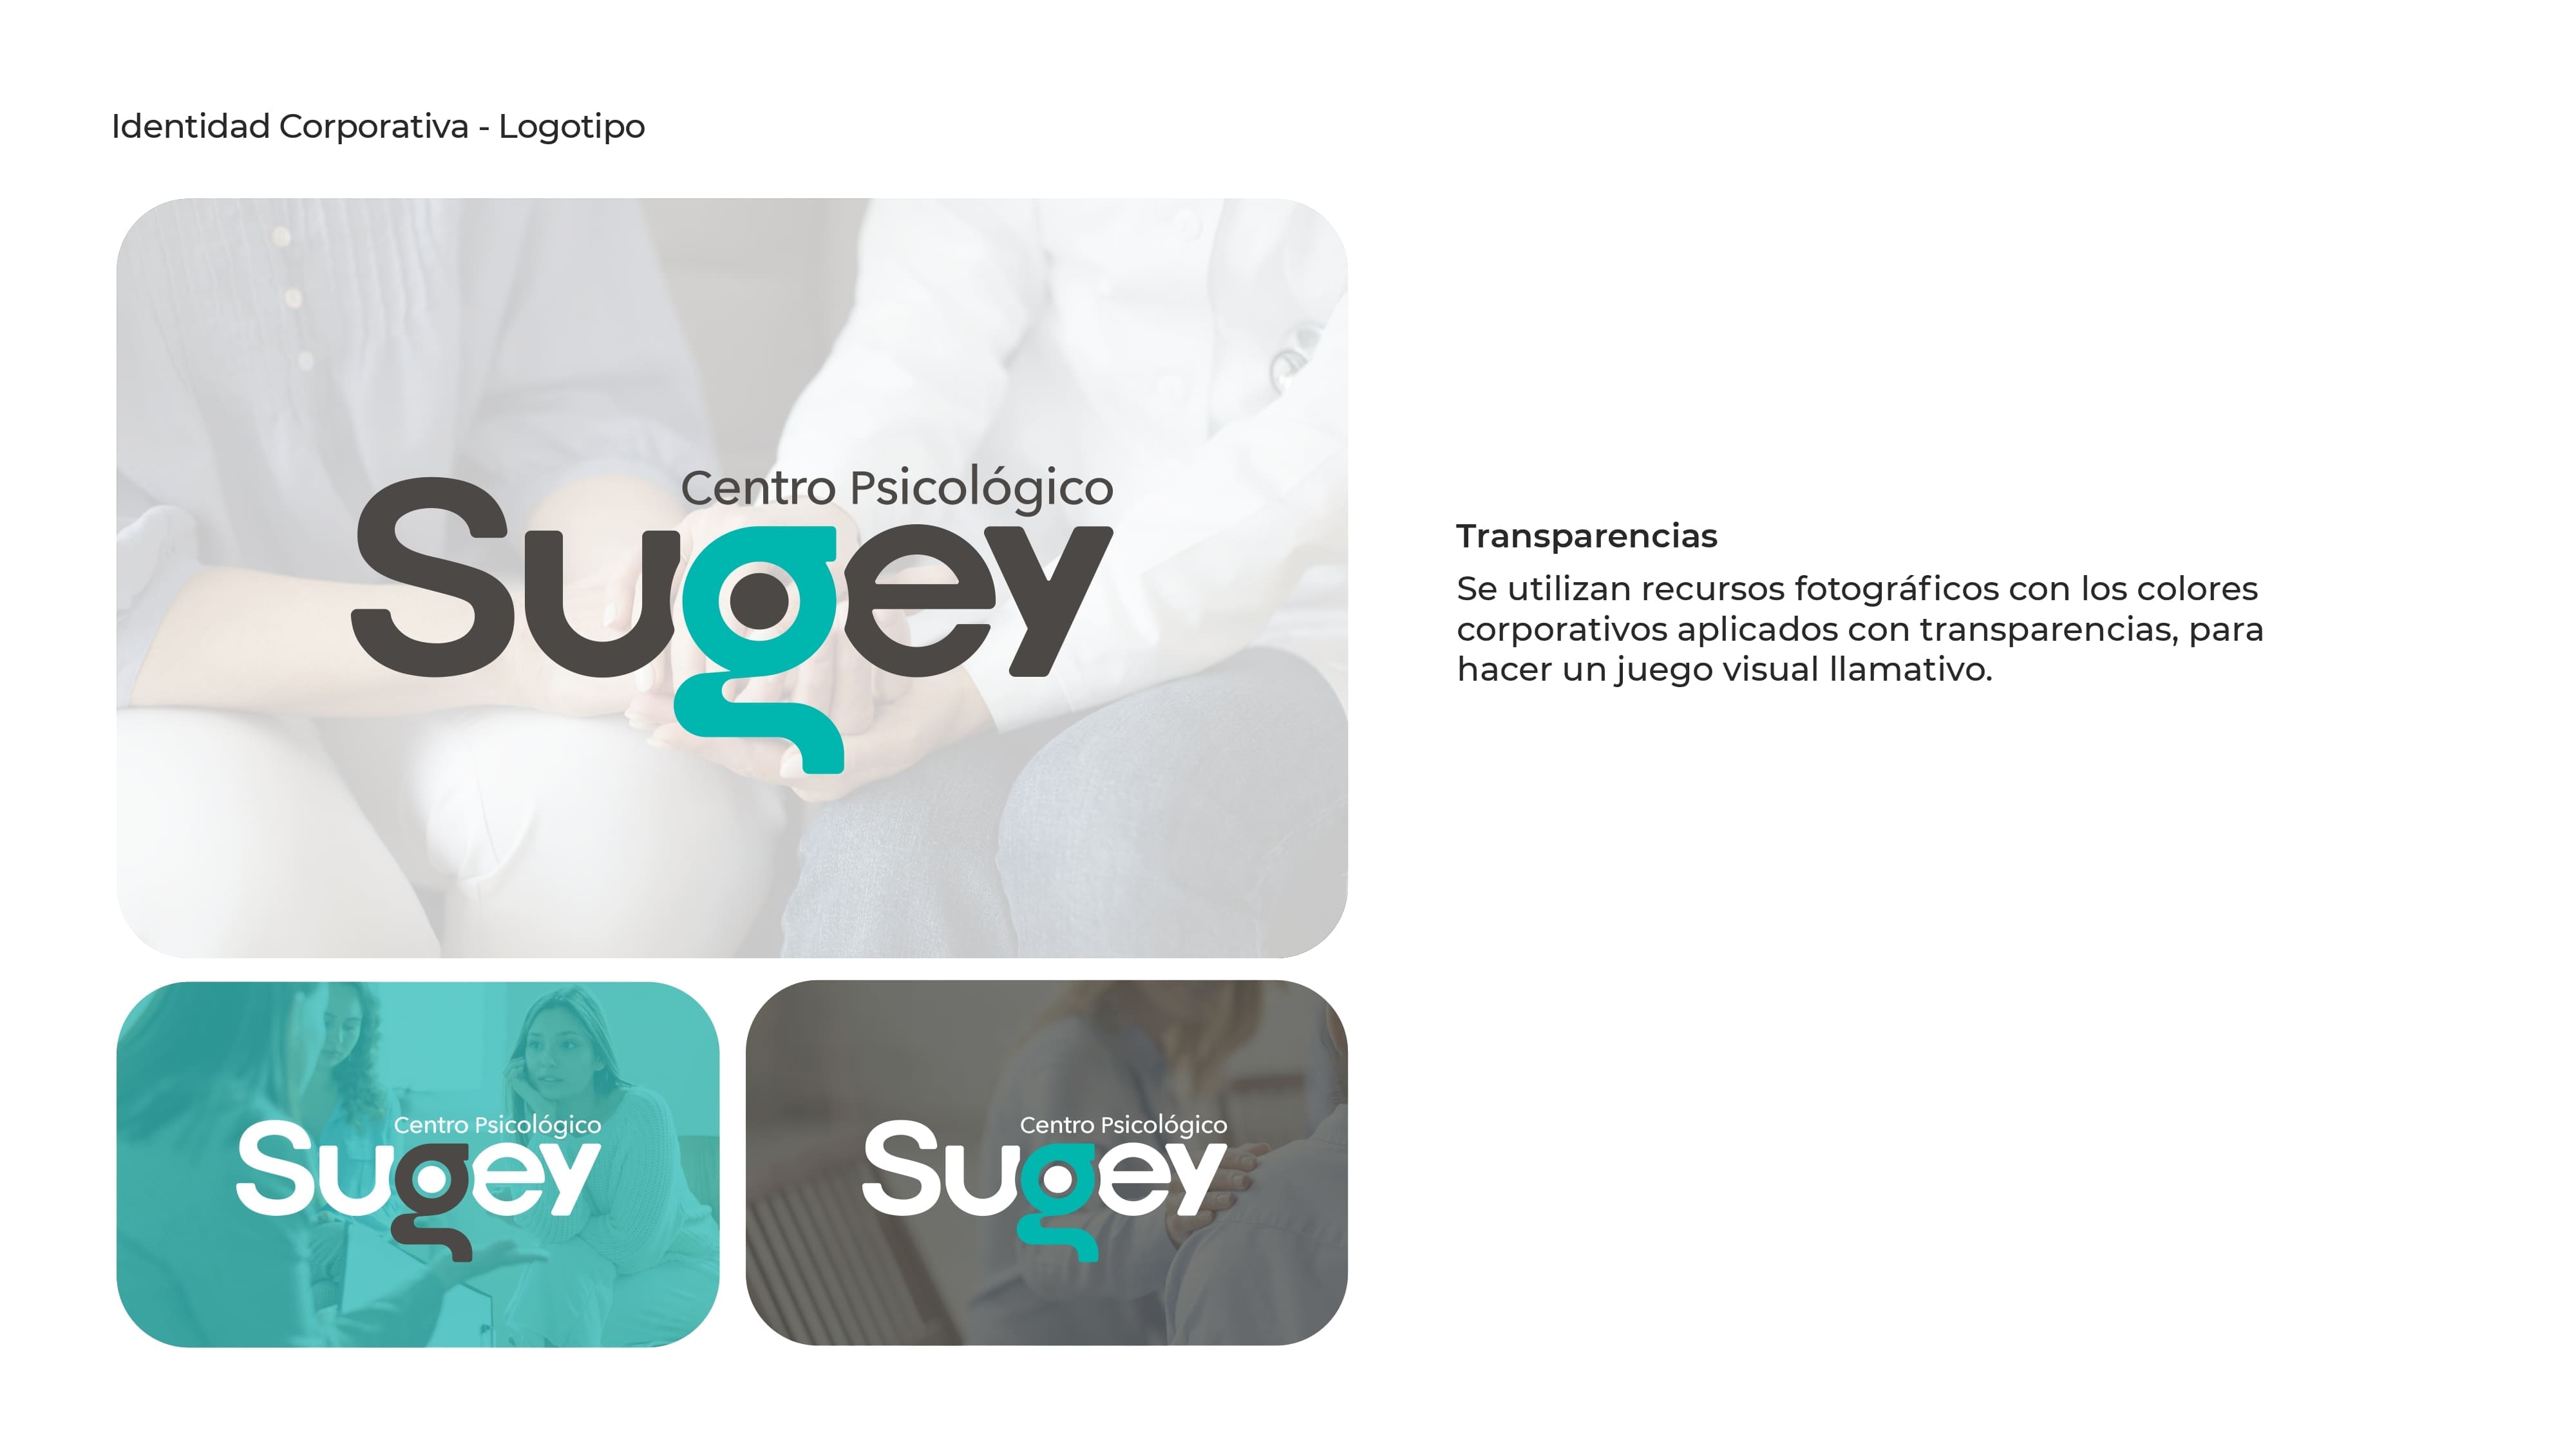 Identidad Corporativa - Logotipo
Centro Psicológico
Sugey
Transparencias
Se utilizan recursos fotográficos con los colores
corporativos aplicados con transparencias, para
hacer un juego visual llamativo.
Centro Psicológico
Sugey
Centro Psicológico
Sugey